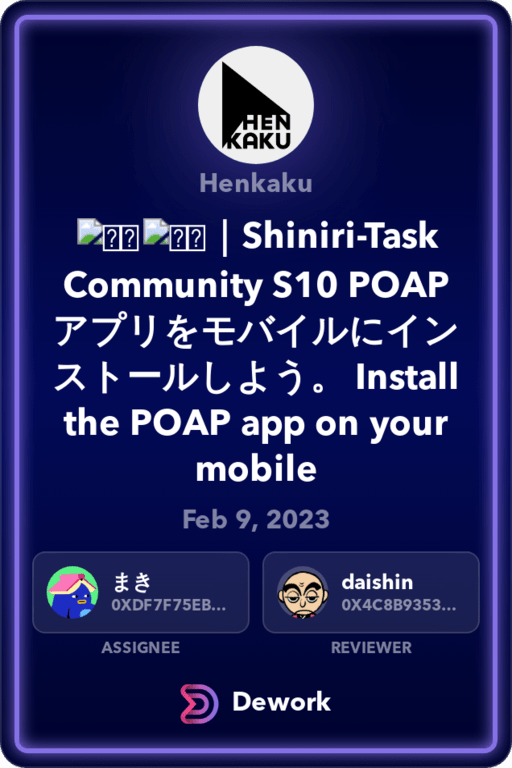 HEN
KAKU
Henkaku
| Shiniri-Task
Community S10 POAP
アプリをモバイルにイン
ストールしよう。 Install
the POAP app on your
mobile
Feb 9, 2023
まき
0XDF7F75EB...
ASSIGNEE
daishin
0X4C8B9353...
REVIEWER
Dework